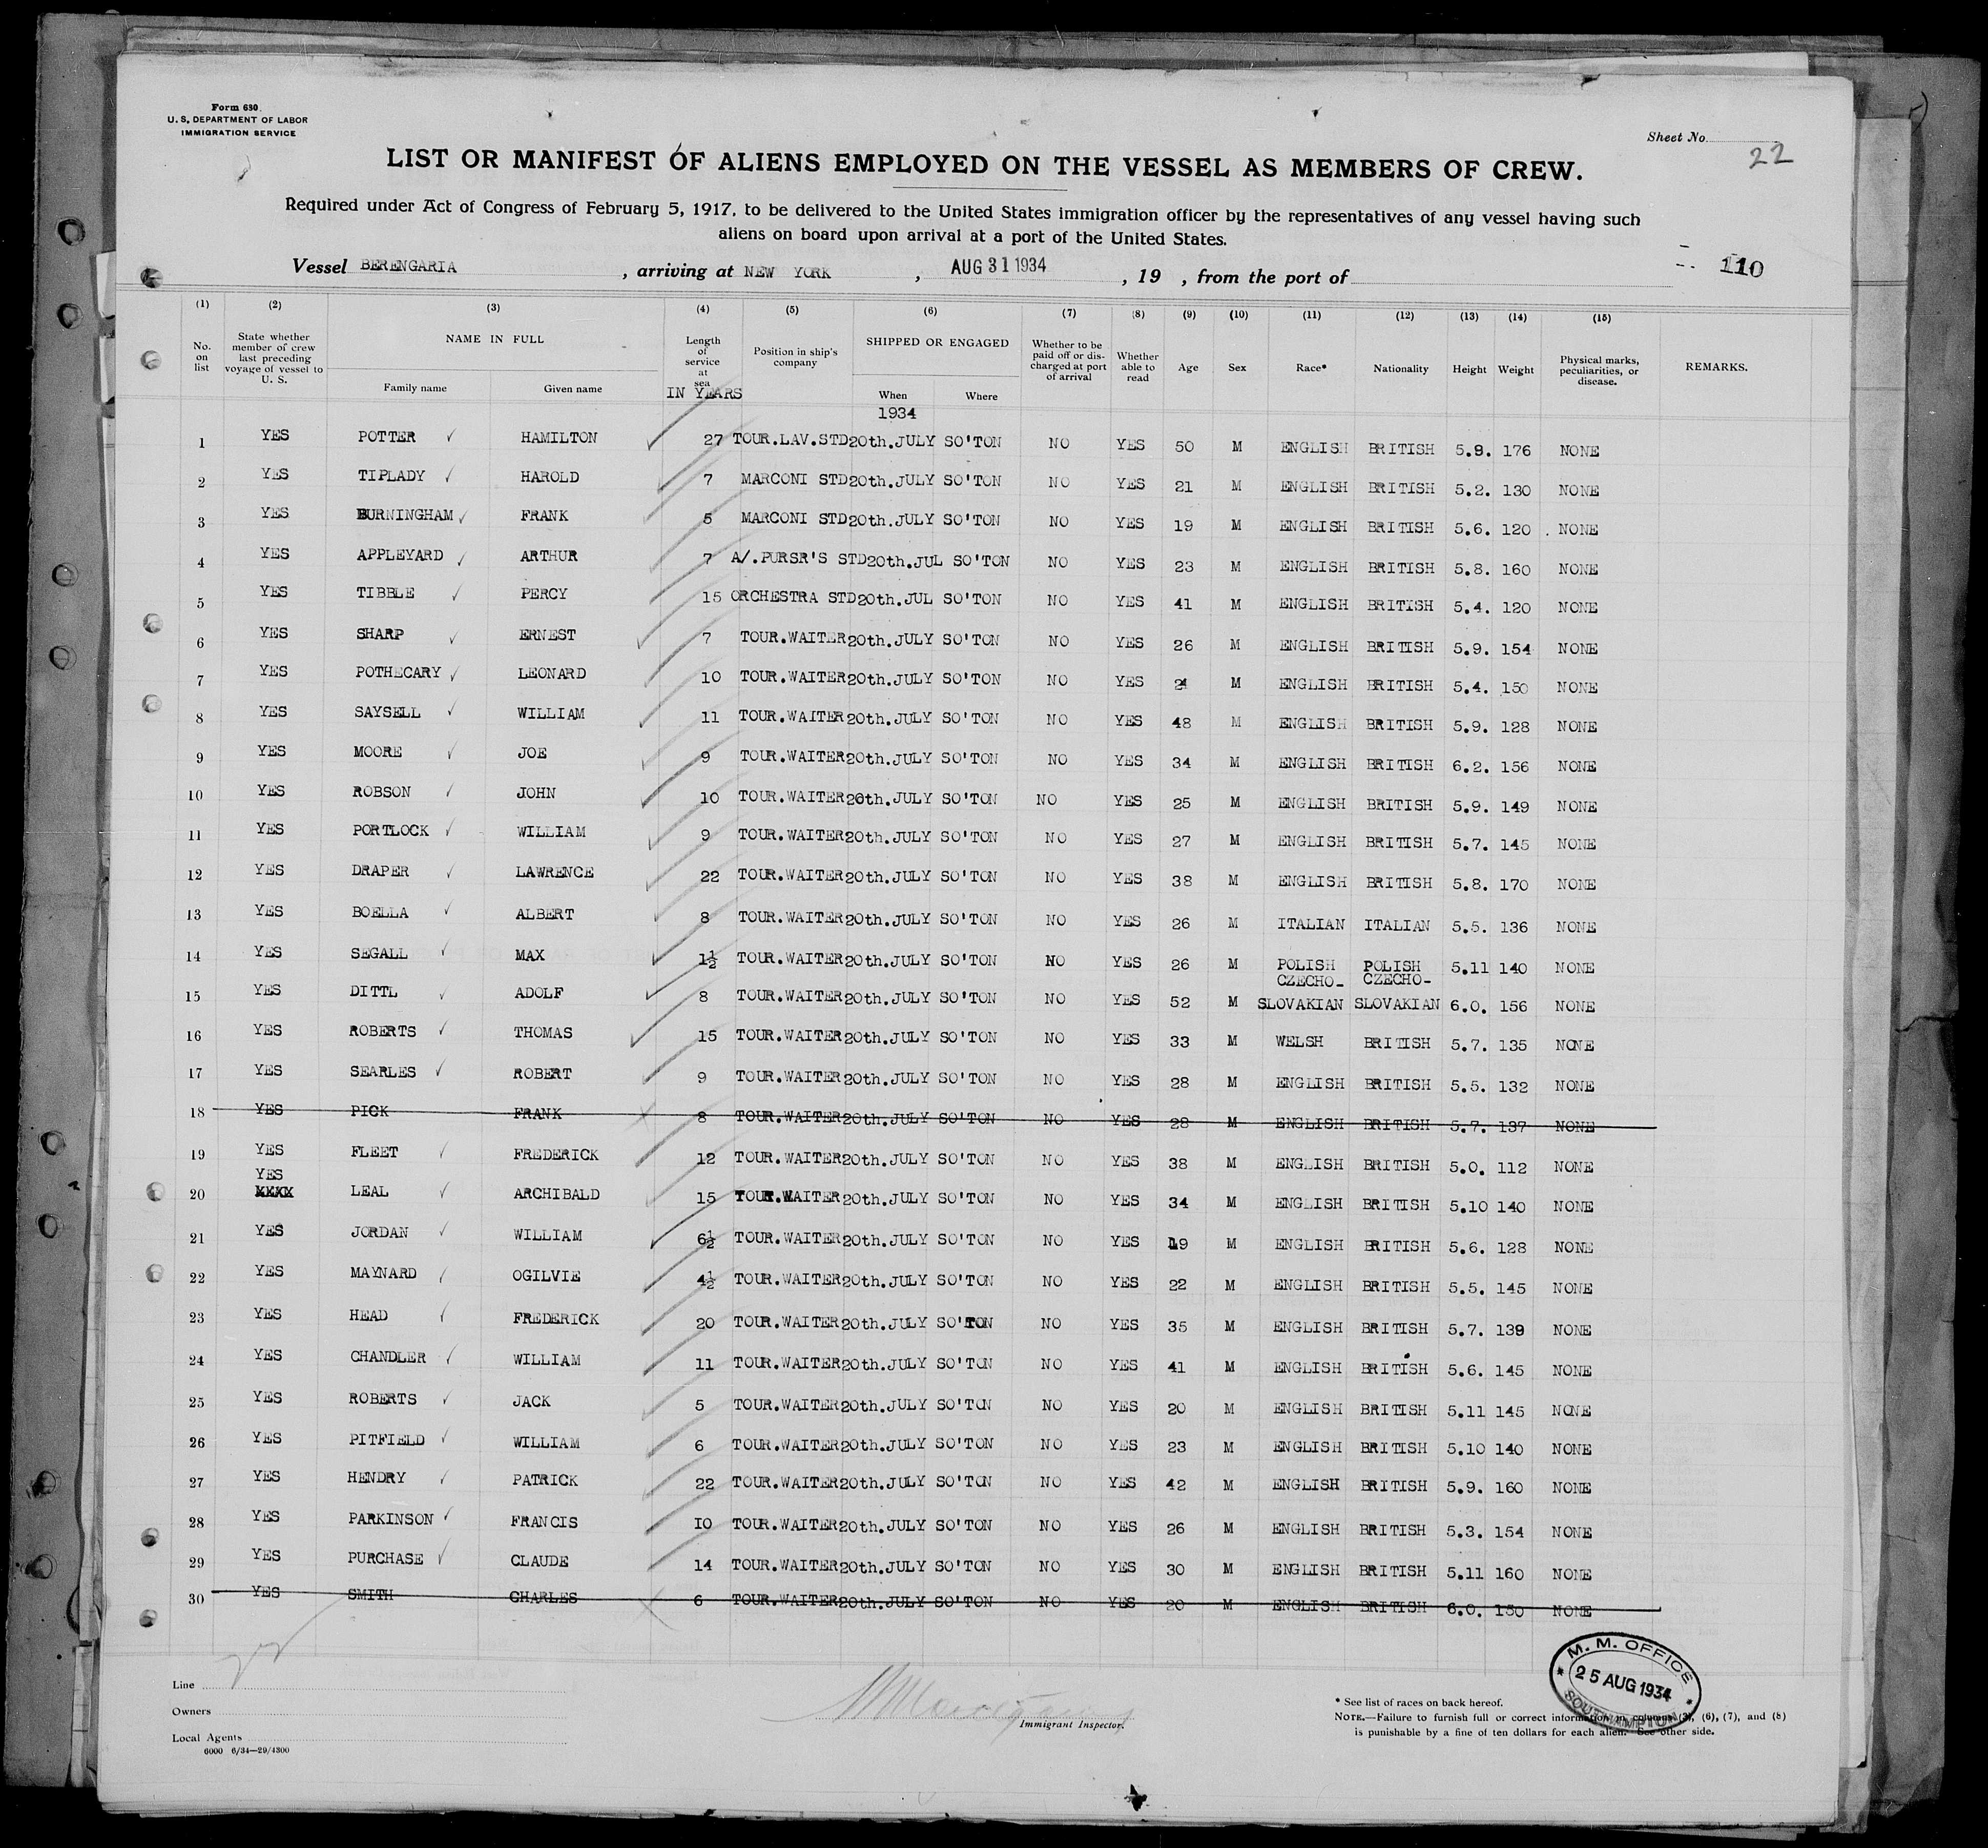 Form 680
U. S. DEPARTMENT OF LABOR
IMMIGRATION SERVICE
Sheet No. 22
LIST OR MANIFEST OF ALIENS EMPLOYED ON THE VESSEL AS MEMBERS OF CREW.
Required under Act of Congress of February 5, 1917, to be delivered to the United States immigration officer by the representatives of any vessel having such
aliens on board upon arrival at a port of the United States.
110
Vessel BERENGARIA, arriving at NEW YORK, AUG 31 1934, 19 , from the port of
(1) (2) (3) (4) (5) (6) (7) (8) (9) (10) (11) (12) (13) (14) (15)
No. on list State whether member of crew last preceding voyage of vessel to U. S. NAME IN FULL Family name Given name Length of service at sea IN YEARS Position in ship's company SHIPPED OR ENGAGED When Where Whether to be paid off or discharged at port of arrival Whether able to read Age Sex Race* Nationality Height Weight Physical marks, peculiarities, or disease. REMARKS.
1934
1 YES POTTER HAMILTON 27 TOUR.LAV.STD 20th.JULY SO'TON NO YES 50 M ENGLISH BRITISH 5.9. 176 NONE
2 YES TIPLADY HAROLD 7 MARCONI STD 20th.JULY SO'TON NO YES 21 M ENGLISH BRITISH 5.2. 130 NONE
3 YES BURNINGHAM FRANK 5 MARCONI STD 20th.JULY SO'TON NO YES 19 M ENGLISH BRITISH 5.6. 120 NONE
4 YES APPLEYARD ARTHUR 7 A/.PURSR'S STD 20th.JUL SO'TON NO YES 23 M ENGLISH BRITISH 5.8. 160 NONE
5 YES TIBBLE PERCY 15 ORCHESTRA STD 20th.JUL SO'TON NO YES 41 M ENGLISH BRITISH 5.4. 120 NONE
6 YES SHARP ERNEST 7 TOUR.WAITER 20th.JULY SO'TON NO YES 26 M ENGLISH BRITISH 5.9. 154 NONE
7 YES POTHECARY LEONARD 10 TOUR.WAITER 20th.JULY SO'TON NO YES M ENGLISH BRITISH 5.4. 150 NONE
8 YES SAYSELL WILLIAM 11 TOUR.WAITER 20th.JULY SO'TON NO YES 48 M ENGLISH BRITISH 5.9. 128 NONE
9 YES MOORE JOE 9 TOUR.WAITER 20th.JULY SO'TON NO YES 34 M ENGLISH BRITISH 6.2. 156 NONE
10 YES ROBSON JOHN 10 TOUR.WAITER 20th.JULY SO'TON NO YES 25 M ENGLISH BRITISH 5.9. 149 NONE
11 YES PORTLOCK WILLIAM 9 TOUR.WAITER 20th.JULY SO'TON NO YES 27 M ENGLISH BRITISH 5.7. 145 NONE
12 YES DRAPER LAWRENCE 22 TOUR.WAITER 20th.JULY SO'TON NO YES 38 M ENGLISH BRITISH 5.8. 170 NONE
13 YES BOELLA ALBERT 8 TOUR.WAITER 20th.JULY SO'TON NO YES 26 M ITALIAN ITALIAN 5.5. 136 NONE
14 YES SEGALL MAX 1½ TOUR.WAITER 20th.JULY SO'TON NO YES 26 M POLISH POLISH 5.11 140 NONE
CZECHO- CZECHO-
15 YES DITTL ADOLF 8 TOUR.WAITER 20th.JULY SO'TON NO YES 52 M SLOVAKIAN SLOVAKIAN 6.0. 156 NONE
16 YES ROBERTS THOMAS 15 TOUR.WAITER 20th.JULY SO'TON NO YES 33 M WELSH BRITISH 5.7. 135 NONE
17 YES SEARLES ROBERT 9 TOUR.WAITER 20th.JULY SO'TON NO YES 28 M ENGLISH BRITISH 5.5. 132 NONE
18 YES PICK FRANK 8 TOUR.WAITER 20th.JULY SO'TON NO YES 28 M ENGLISH BRITISH 5.7. 137 NONE
19 YES FLEET FREDERICK 12 TOUR.WAITER 20th.JULY SO'TON NO YES 38 M ENGLISH BRITISH 5.0. 112 NONE
YES
20 XXXX LEAL ARCHIBALD 15 TOUR.WAITER 20th.JULY SO'TON NO YES 34 M ENGLISH BRITISH 5.10 140 NONE
21 YES JORDAN WILLIAM 6½ TOUR.WAITER 20th.JULY SO'TON NO YES 19 M ENGLISH BRITISH 5.6. 128 NONE
22 YES MAYNARD OGILVIE 4½ TOUR.WAITER 20th.JULY SO'TON NO YES 22 M ENGLISH BRITISH 5.5. 145 NONE
23 YES HEAD FREDERICK 20 TOUR.WAITER 20th.JULY SO'TON NO YES 35 M ENGLISH BRITISH 5.7. 139 NONE
24 YES CHANDLER WILLIAM 11 TOUR.WAITER 20th.JULY SO'TON NO YES 41 M ENGLISH BRITISH 5.6. 145 NONE
25 YES ROBERTS JACK 5 TOUR.WAITER 20th.JULY SO'TON NO YES 20 M ENGLISH BRITISH 5.11 145 NONE
26 YES PITFIELD WILLIAM 6 TOUR.WAITER 20th.JULY SO'TON NO YES 23 M ENGLISH BRITISH 5.10 140 NONE
27 YES HENDRY PATRICK 22 TOUR.WAITER 20th.JULY SO'TON NO YES 42 M ENGLISH BRITISH 5.9. 160 NONE
28 YES PARKINSON FRANCIS IO TOUR.WAITER 20th.JULY SO'TON NO YES 26 M ENGLISH BRITISH 5.3. 154 NONE
29 YES PURCHASE CLAUDE 14 TOUR.WAITER 20th.JULY SO'TON NO YES 30 M ENGLISH BRITISH 5.11 160 NONE
30 YES SMITH CHARLES 6 TOUR.WAITER 20th.JULY SO'TON NO YES 20 M ENGLISH BRITISH 6.0. 150 NONE
M. M. OFFICE
25 AUG 1934
SOUTHAMPTON
Line
Owners
Local Agents
6000 6/34—29/4300
Immigrant Inspector.
* See list of races on back hereof.
NOTE.—Failure to furnish full or correct information in columns (3), (6), (7), and (8)
is punishable by a fine of ten dollars for each alien. See other side.